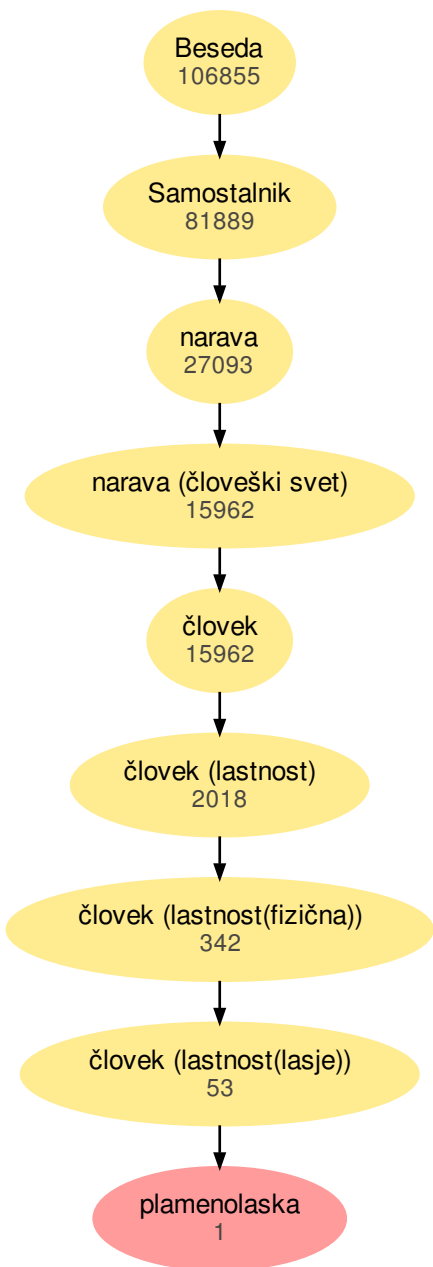 Beseda
106855
Samostalnik
81889
narava
27093
narava (človeški svet)
15962
človek
15962
človek (lastnost)
2018
človek (lastnost(fizična))
342
človek (lastnost(lasje))
53
plamenolaska
1